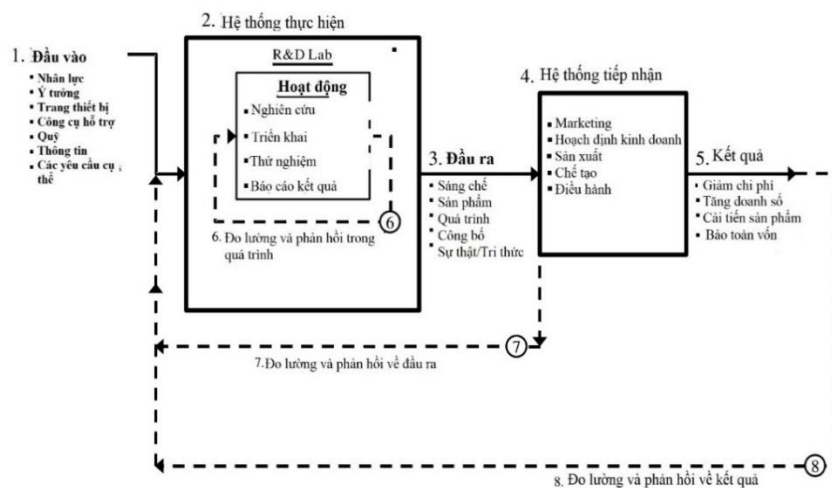 1. Đầu vào
▪ Nhân lực
▪ Ý tưởng
▪ Trang thiết bị
▪ Công cụ hỗ trợ
▪ Quỹ
▪ Thông tin
▪ Các yêu cầu cụ
thể
2. Hệ thống thực hiện
R&D Lab
Hoạt động
▪ Nghiên cứu
▪ Triển khai
▪ Thử nghiệm
▪ Báo cáo kết quả
6
6. Đo lường và phản hồi trong
quá trình
3. Đầu ra
▪ Sáng chế
▪ Sản phẩm
▪ Quá trình
▪ Công bố
▪ Sự thật/Tri thức
4. Hệ thống tiếp nhận
▪ Marketing
▪ Hoạch định kinh doanh
▪ Sản xuất
▪ Chế tạo
▪ Điều hành
5. Kết quả
▪ Giảm chi phí
▪ Tăng doanh số
▪ Cải tiến sản phẩm
▪ Bảo toàn vốn
7
7.Đo lường và phản hồi về đầu ra
8
8. Đo lường và phản hồi về kết quả